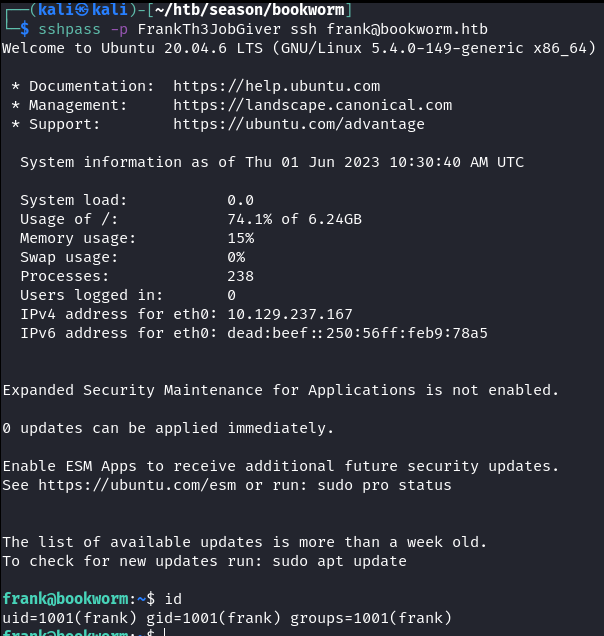 ┌──(kali㉿kali)-[~/htb/season/bookworm]
└─$ sshpass -p FrankTh3JobGiver ssh frank@bookworm.htb
Welcome to Ubuntu 20.04.6 LTS (GNU/Linux 5.4.0-149-generic x86_64)
* Documentation: https://help.ubuntu.com
* Management: https://landscape.canonical.com
* Support: https://ubuntu.com/advantage
System information as of Thu 01 Jun 2023 10:30:40 AM UTC
System load: 0.0
Usage of /: 74.1% of 6.24GB
Memory usage: 15%
Swap usage: 0%
Processes: 238
Users logged in: 0
IPv4 address for eth0: 10.129.237.167
IPv6 address for eth0: dead:beef::250:56ff:feb9:78a5
Expanded Security Maintenance for Applications is not enabled.
0 updates can be applied immediately.
Enable ESM Apps to receive additional future security updates.
See https://ubuntu.com/esm or run: sudo pro status
The list of available updates is more than a week old.
To check for new updates run: sudo apt update
frank@bookworm:~$ id
uid=1001(frank) gid=1001(frank) groups=1001(frank)
frank@bookworm:~$